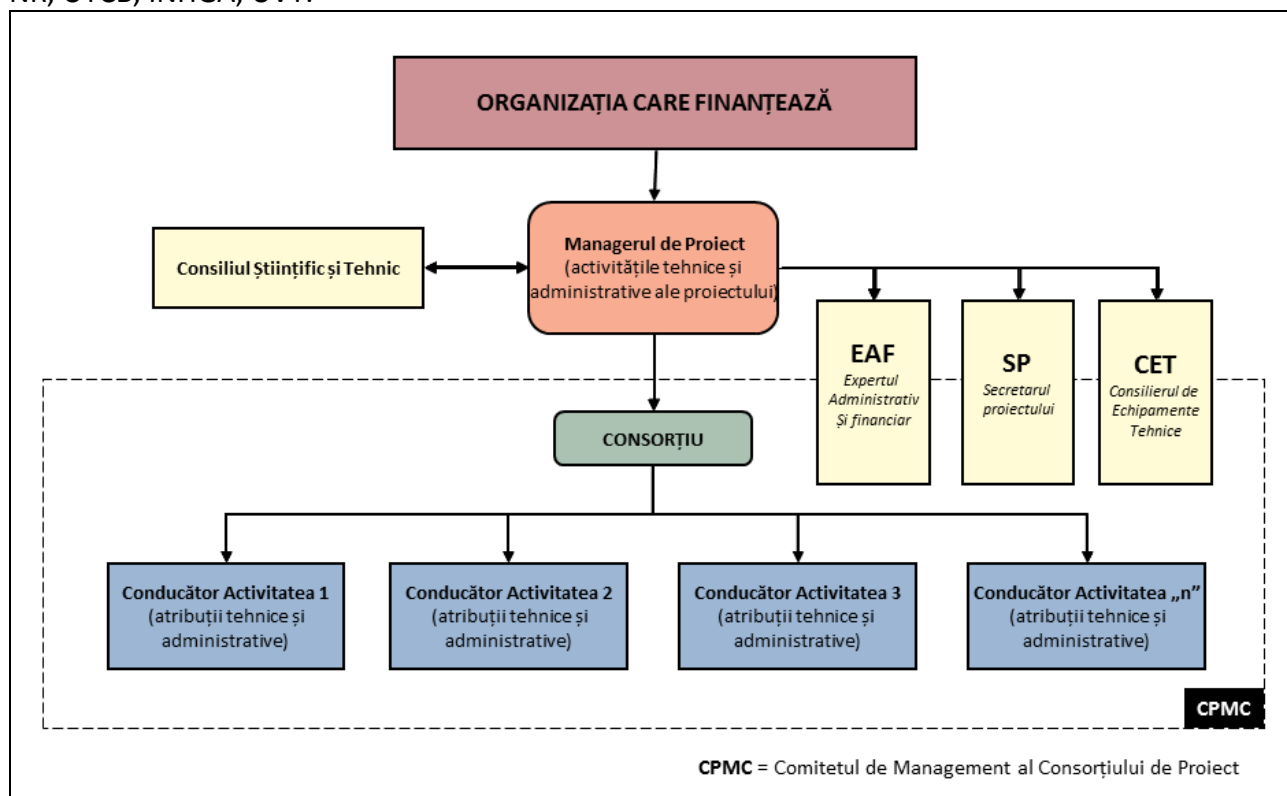 ORGANIZAȚIA CARE FINANȚEAZĂ
Consiliul Științific și Tehnic
Managerul de Proiect
(activitățile tehnice și
administrative ale proiectului)
EAF
Expertul
Administrativ
Și financiar
SP
Secretarul
proiectului
CET
Consilierul de
Echipamente
Tehnice
CONSORȚIU
Conducător Activitatea 1
(atribuții tehnice și
administrative)
Conducător Activitatea 2
(atribuții tehnice și
administrative)
Conducător Activitatea 3
(atribuții tehnice și
administrative)
Conducător Activitatea „n”
(atribuții tehnice și
administrative)
CPMC
CPMC = Comitetul de Management al Consorțiului de Proiect